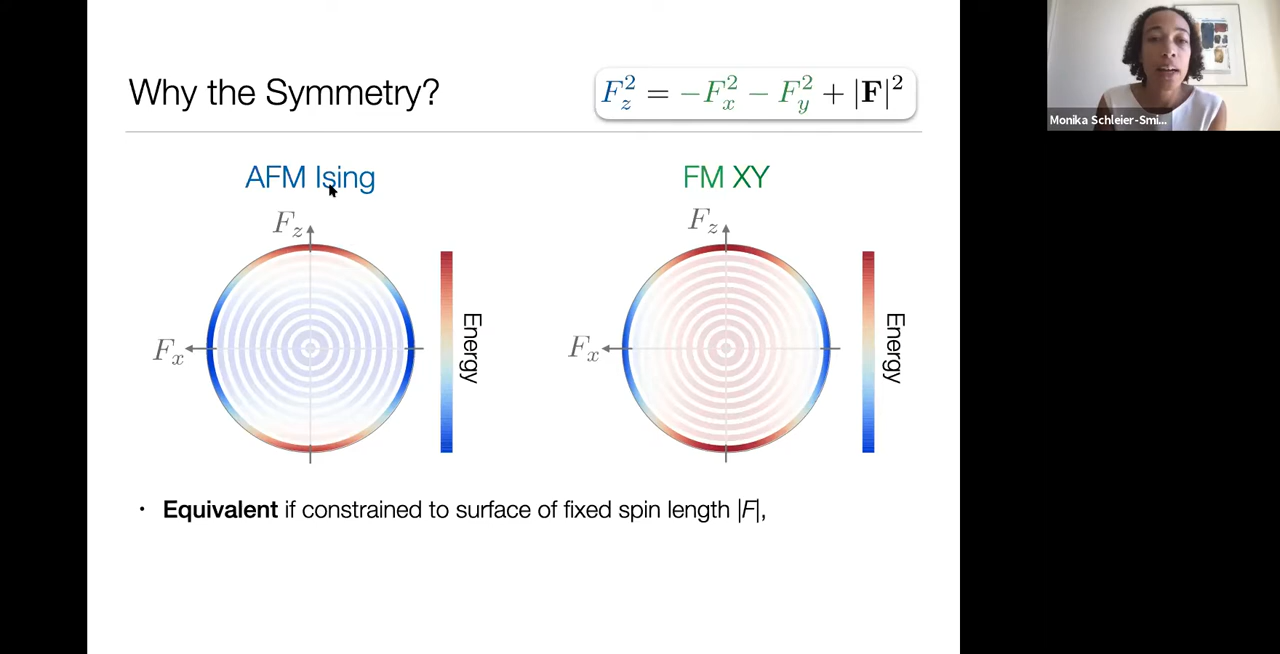 Why the Symmetry?
F_z^2 = -F_x^2 - F_y^2 + |F|^2
Monika Schleier-Smi...
AFM Ising
FM XY
F_z
F_z
F_x
Energy
F_x
Energy
· Equivalent if constrained to surface of fixed spin length |F|,